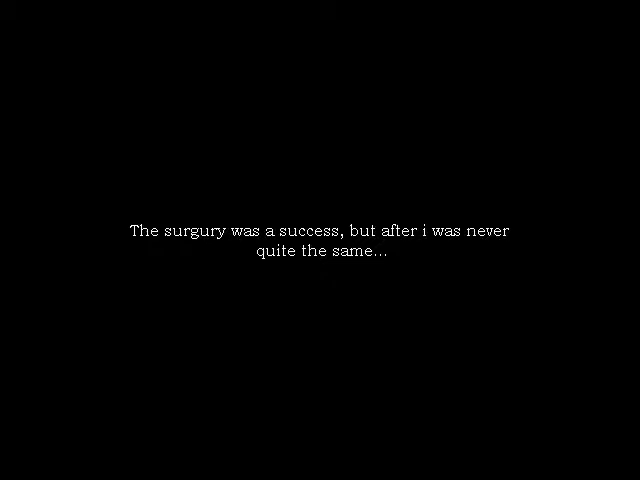 The surgury was a success, but after i was never
quite the same...